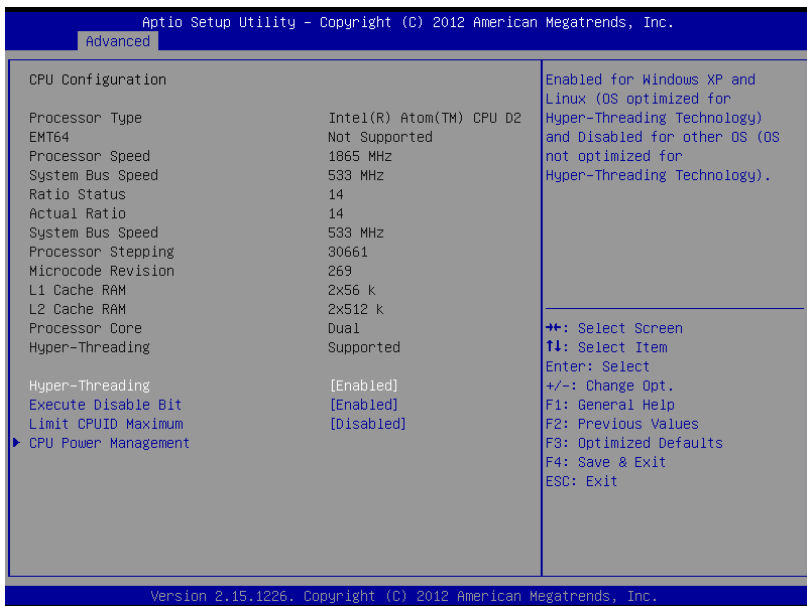 Aptio Setup Utility – Copyright (C) 2012 American Megatrends, Inc.
Advanced
CPU Configuration
Processor Type Intel(R) Atom(TM) CPU D2
EMT64 Not Supported
Processor Speed 1865 MHz
System Bus Speed 533 MHz
Ratio Status 14
Actual Ratio 14
System Bus Speed 533 MHz
Processor Stepping 30661
Microcode Revision 269
L1 Cache RAM 2x56 k
L2 Cache RAM 2x512 k
Processor Core Dual
Hyper-Threading Supported
Hyper-Threading [Enabled]
Execute Disable Bit [Enabled]
Limit CPUID Maximum [Disabled]
CPU Power Management
Enabled for Windows XP and
Linux (OS optimized for
Hyper-Threading Technology)
and Disabled for other OS (OS
not optimized for
Hyper-Threading Technology).
→←: Select Screen
↑↓: Select Item
Enter: Select
+/-: Change Opt.
F1: General Help
F2: Previous Values
F3: Optimized Defaults
F4: Save & Exit
ESC: Exit
Version 2.15.1226. Copyright (C) 2012 American Megatrends, Inc.